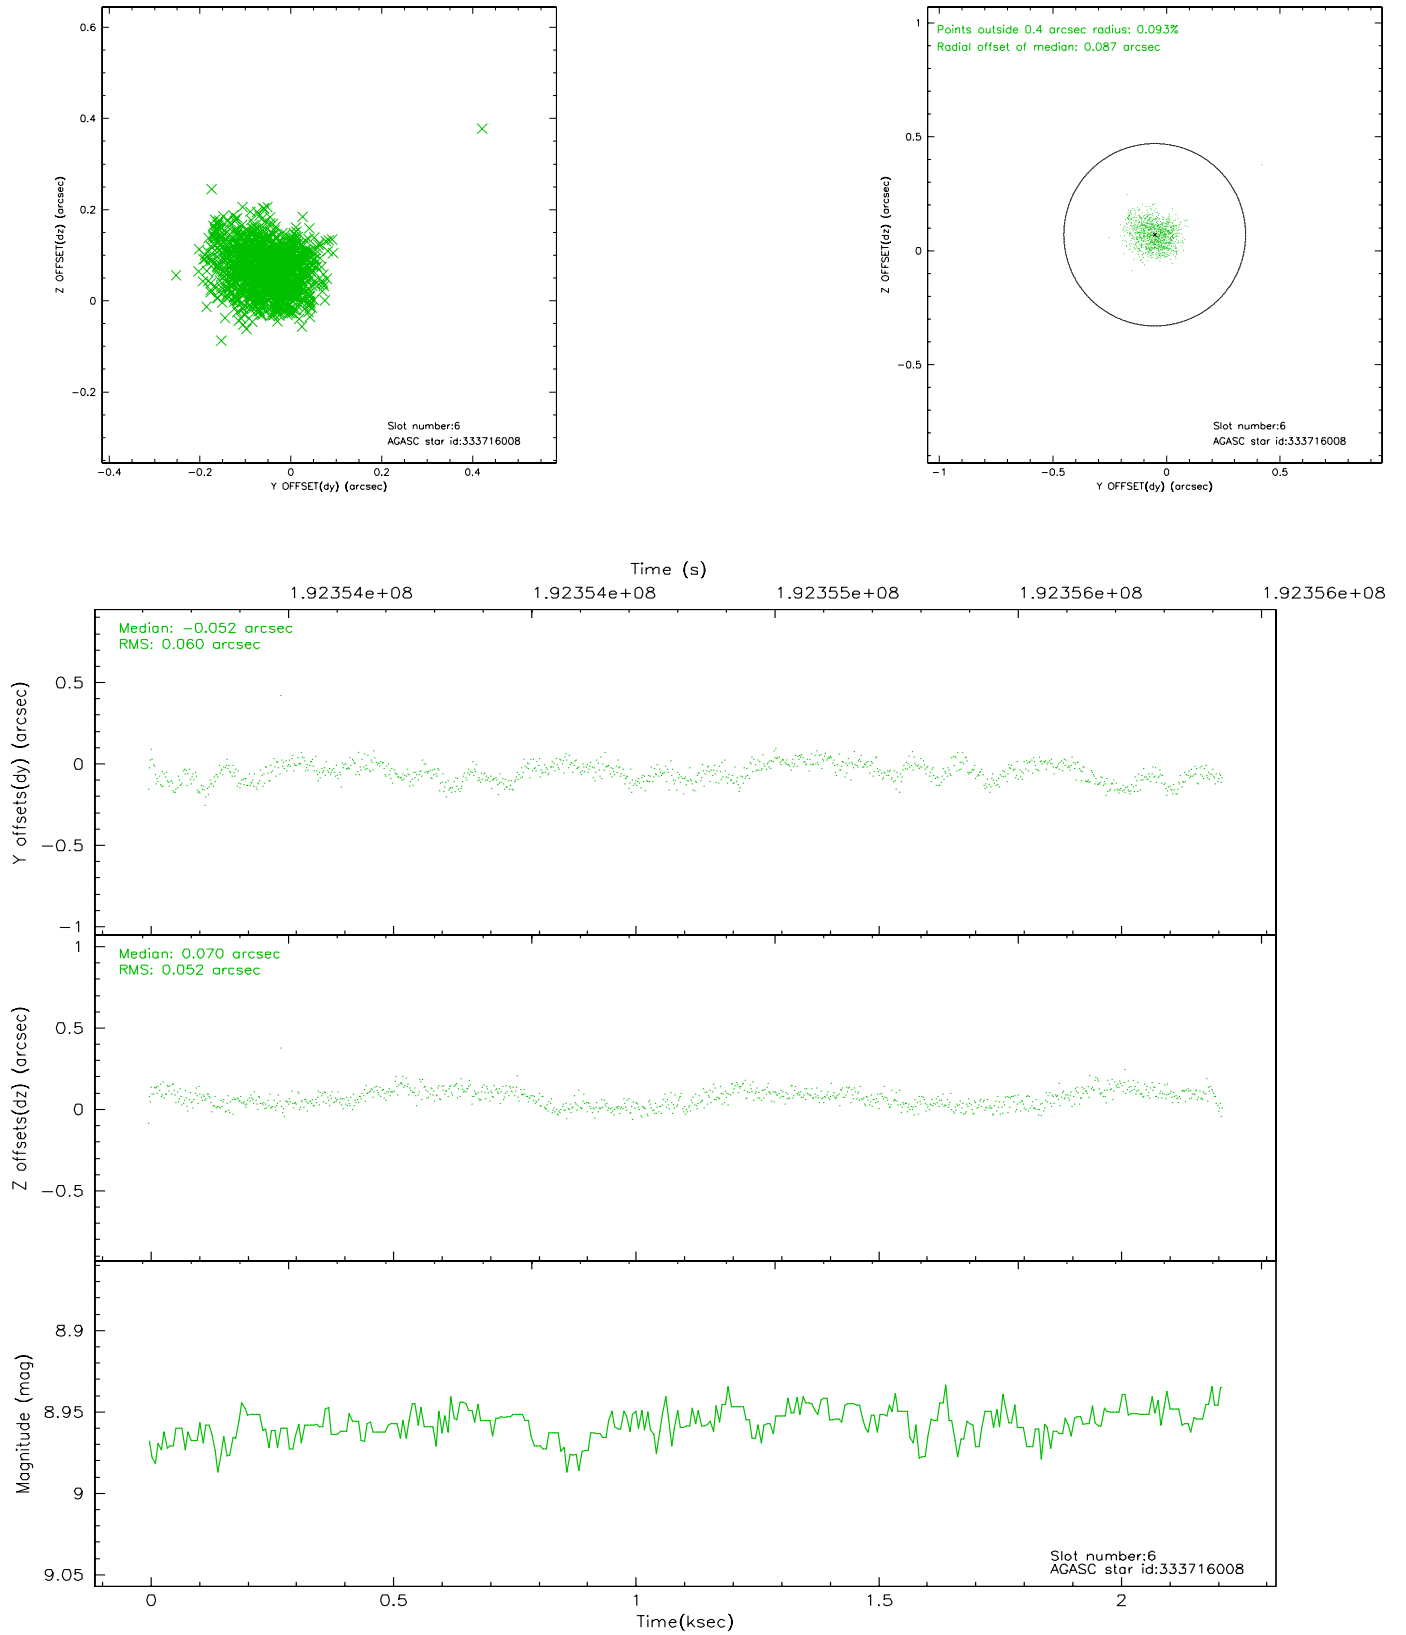 0.6
0.4
0.2
0
−0.2
Z OFFSET(dz) (arcsec)
Slot number:6
AGASC star id:333716008
−0.4 −0.2 0 0.2 0.4
Y OFFSET(dy) (arcsec)
Points outside 0.4 arcsec radius: 0.093%
Radial offset of median: 0.087 arcsec
1
0.5
0
−0.5
Z OFFSET(dz) (arcsec)
Slot number:6
AGASC star id:333716008
−1 −0.5 0 0.5
Y OFFSET(dy) (arcsec)
Time (s)
1.92354e+08 1.92354e+08 1.92355e+08 1.92356e+08 1.92356e+08
Median: −0.052 arcsec
RMS: 0.060 arcsec
0.5
0
−0.5
−1
Y offsets(dy) (arcsec)
Median: 0.070 arcsec
RMS: 0.052 arcsec
1
0.5
0
−0.5
Z offsets(dz) (arcsec)
8.9
8.95
9
9.05
Magnitude (mag)
Slot number:6
AGASC star id:333716008
0 0.5 1 1.5 2
Time(ksec)